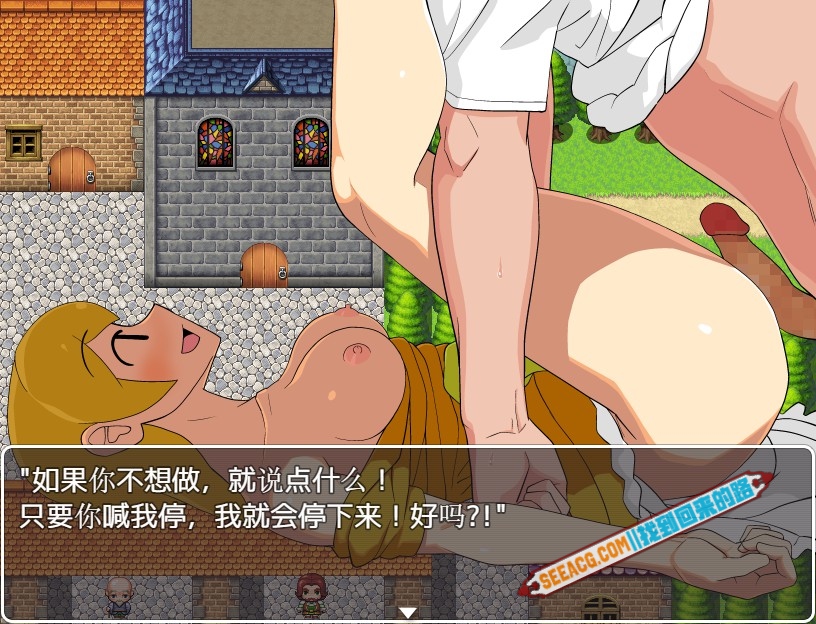 "如果你不想做，就说点什么！
只要你喊我停，我就会停下来！好吗?!"
SEEACG.COM||找到回来的路